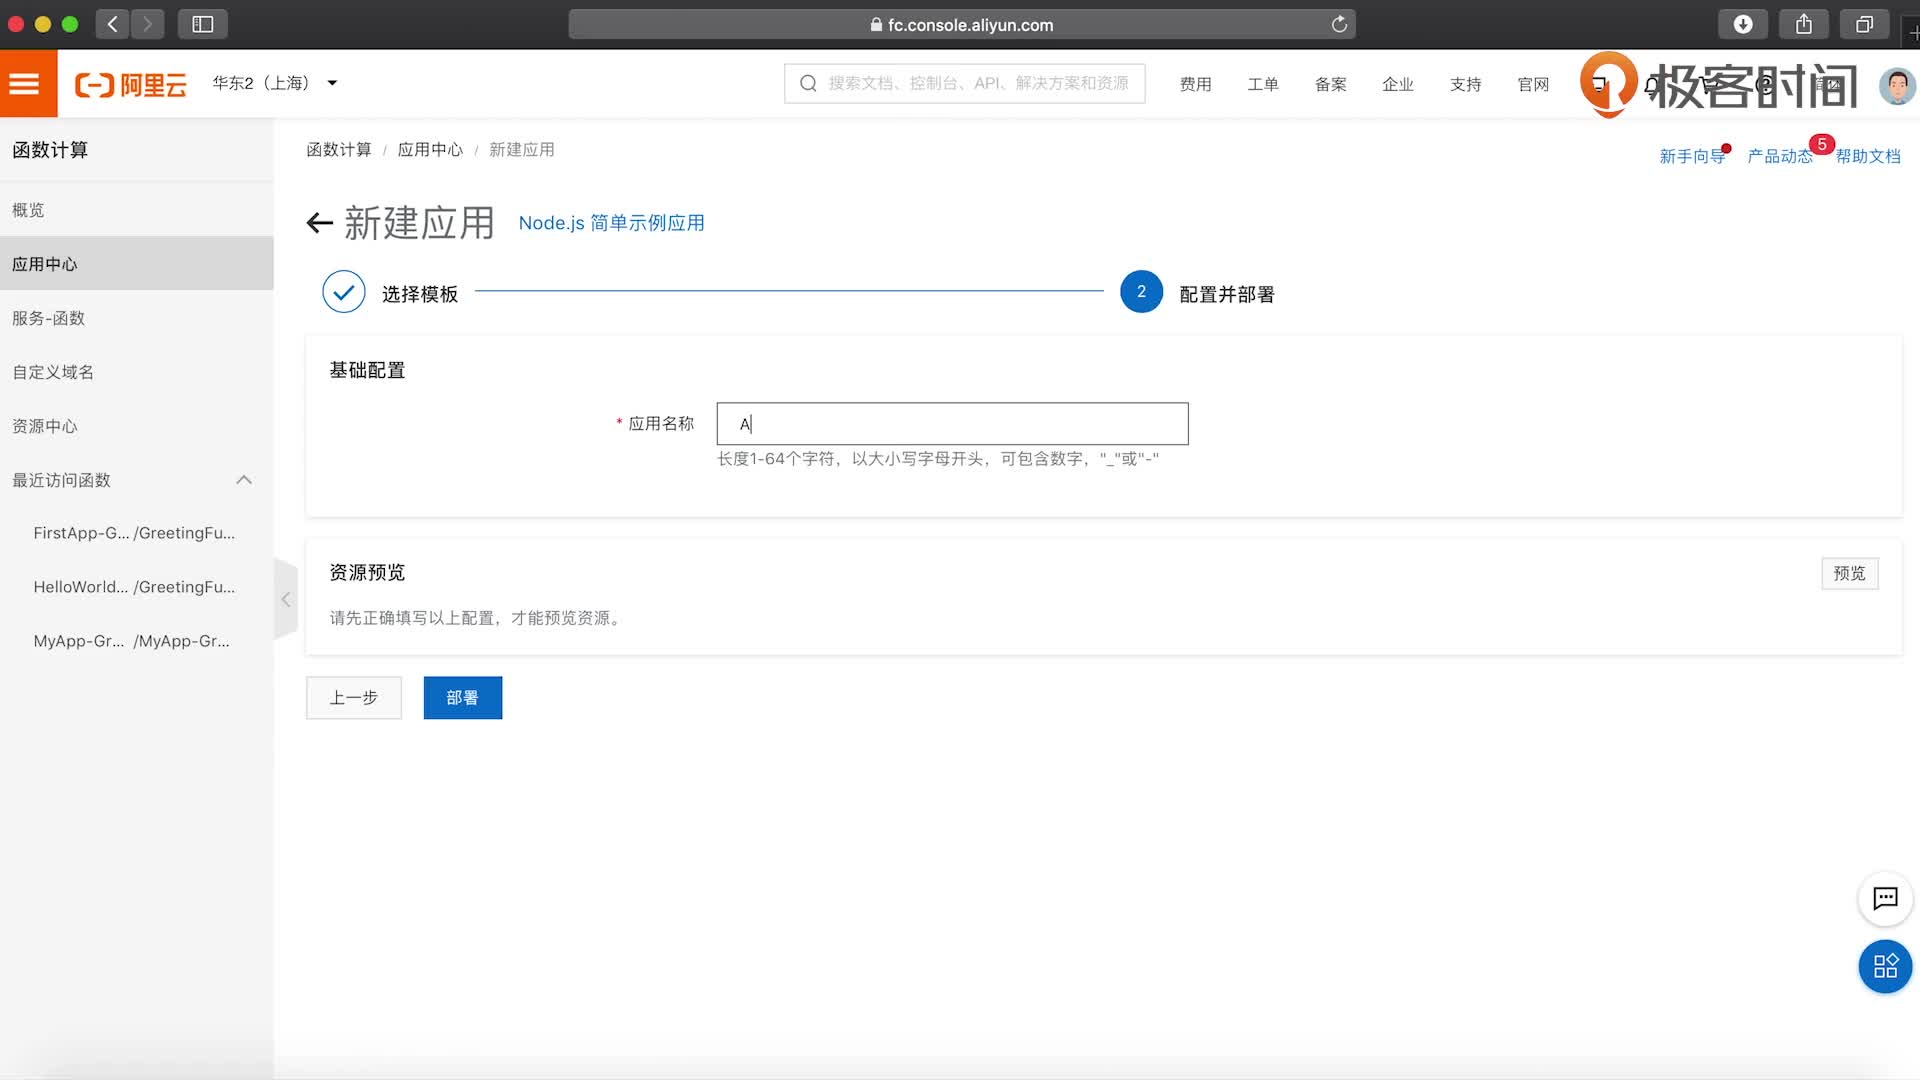 fc.console.aliyun.com
阿里云
华东2（上海）
搜索文档、控制台、API、解决方案和资源
费用
工单
备案
企业
支持
官网
极客时间
函数计算
概览
应用中心
服务-函数
自定义域名
资源中心
最近访问函数
FirstApp-G... /GreetingFu...
HelloWorld... /GreetingFu...
MyApp-Gr... /MyApp-Gr...
函数计算 / 应用中心 / 新建应用
新手向导
产品动态
5
帮助文档
新建应用
Node.js 简单示例应用
选择模板
2
配置并部署
基础配置
* 应用名称
A
长度1-64个字符，以大小写字母开头，可包含数字，"_"或"-"
资源预览
预览
请先正确填写以上配置，才能预览资源。
上一步
部署